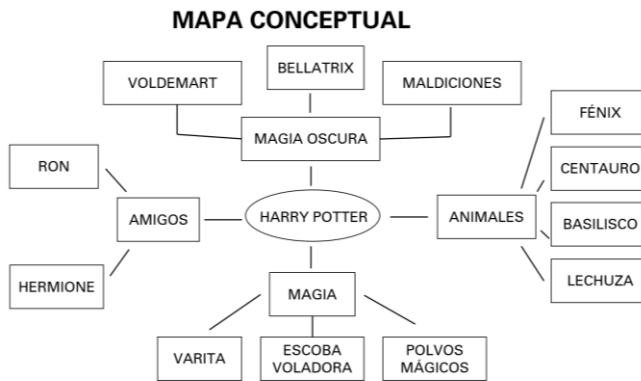 MAPA CONCEPTUAL
BELLATRIX
VOLDEMART
MALDICIONES
MAGIA OSCURA
FÉNIX
RON
CENTAURO
AMIGOS
HARRY POTTER
ANIMALES
BASILISCO
HERMIONE
LECHUZA
MAGIA
VARITA
ESCOBA
VOLADORA
POLVOS
MÁGICOS